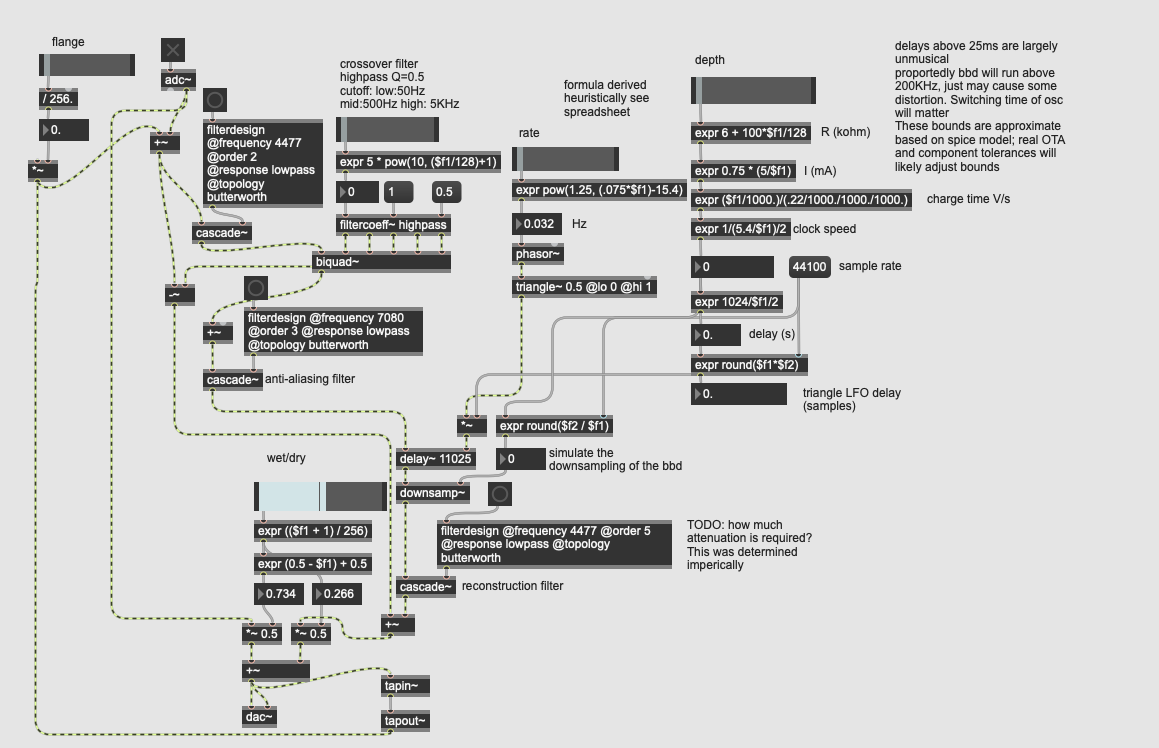 flange
/ 256.
0.
*~
adc~
+~
filterdesign
@frequency 4477
@order 2
@response lowpass
@topology
butterworth
cascade~
crossover filter
highpass Q=0.5
cutoff: low:50Hz
mid:500Hz high: 5KHz
expr 5 * pow(10, ($f1/128)+1)
0
1
0.5
filtercoeff~ highpass
biquad~
-~
filterdesign @frequency 7080
@order 3 @response lowpass
@topology butterworth
+~
cascade~
anti-aliasing filter
formula derived
heuristically see
spreadsheet
rate
expr pow(1.25, (.075*$f1)-15.4)
0.032
Hz
phasor~
triangle~ 0.5 @lo 0 @hi 1
depth
expr 6 + 100*$f1/128
R (kohm)
expr 0.75 * (5/$f1)
I (mA)
expr ($f1/1000.)/(.22/1000./1000./1000.)
charge time V/s
expr 1/(5.4/$f1)/2
clock speed
0
44100
sample rate
expr 1024/$f1/2
0.
delay (s)
expr round($f1*$f2)
0.
triangle LFO delay
(samples)
delays above 25ms are largely
unmusical
proportedly bbd will run above
200KHz, just may cause some
distortion. Switching time of osc
will matter
These bounds are approximate
based on spice model; real OTA
and component tolerances will
likely adjust bounds
*~
expr round($f2 / $f1)
delay~ 11025
0
simulate the
downsampling of the bbd
downsamp~
filterdesign @frequency 4477 @order 5
@response lowpass @topology
butterworth
TODO: how much
attenuation is required?
This was determined
imperically
cascade~
reconstruction filter
wet/dry
expr (($f1 + 1) / 256)
expr (0.5 - $f1) + 0.5
0.734
0.266
*~ 0.5
*~ 0.5
+~
+~
tapin~
dac~
tapout~